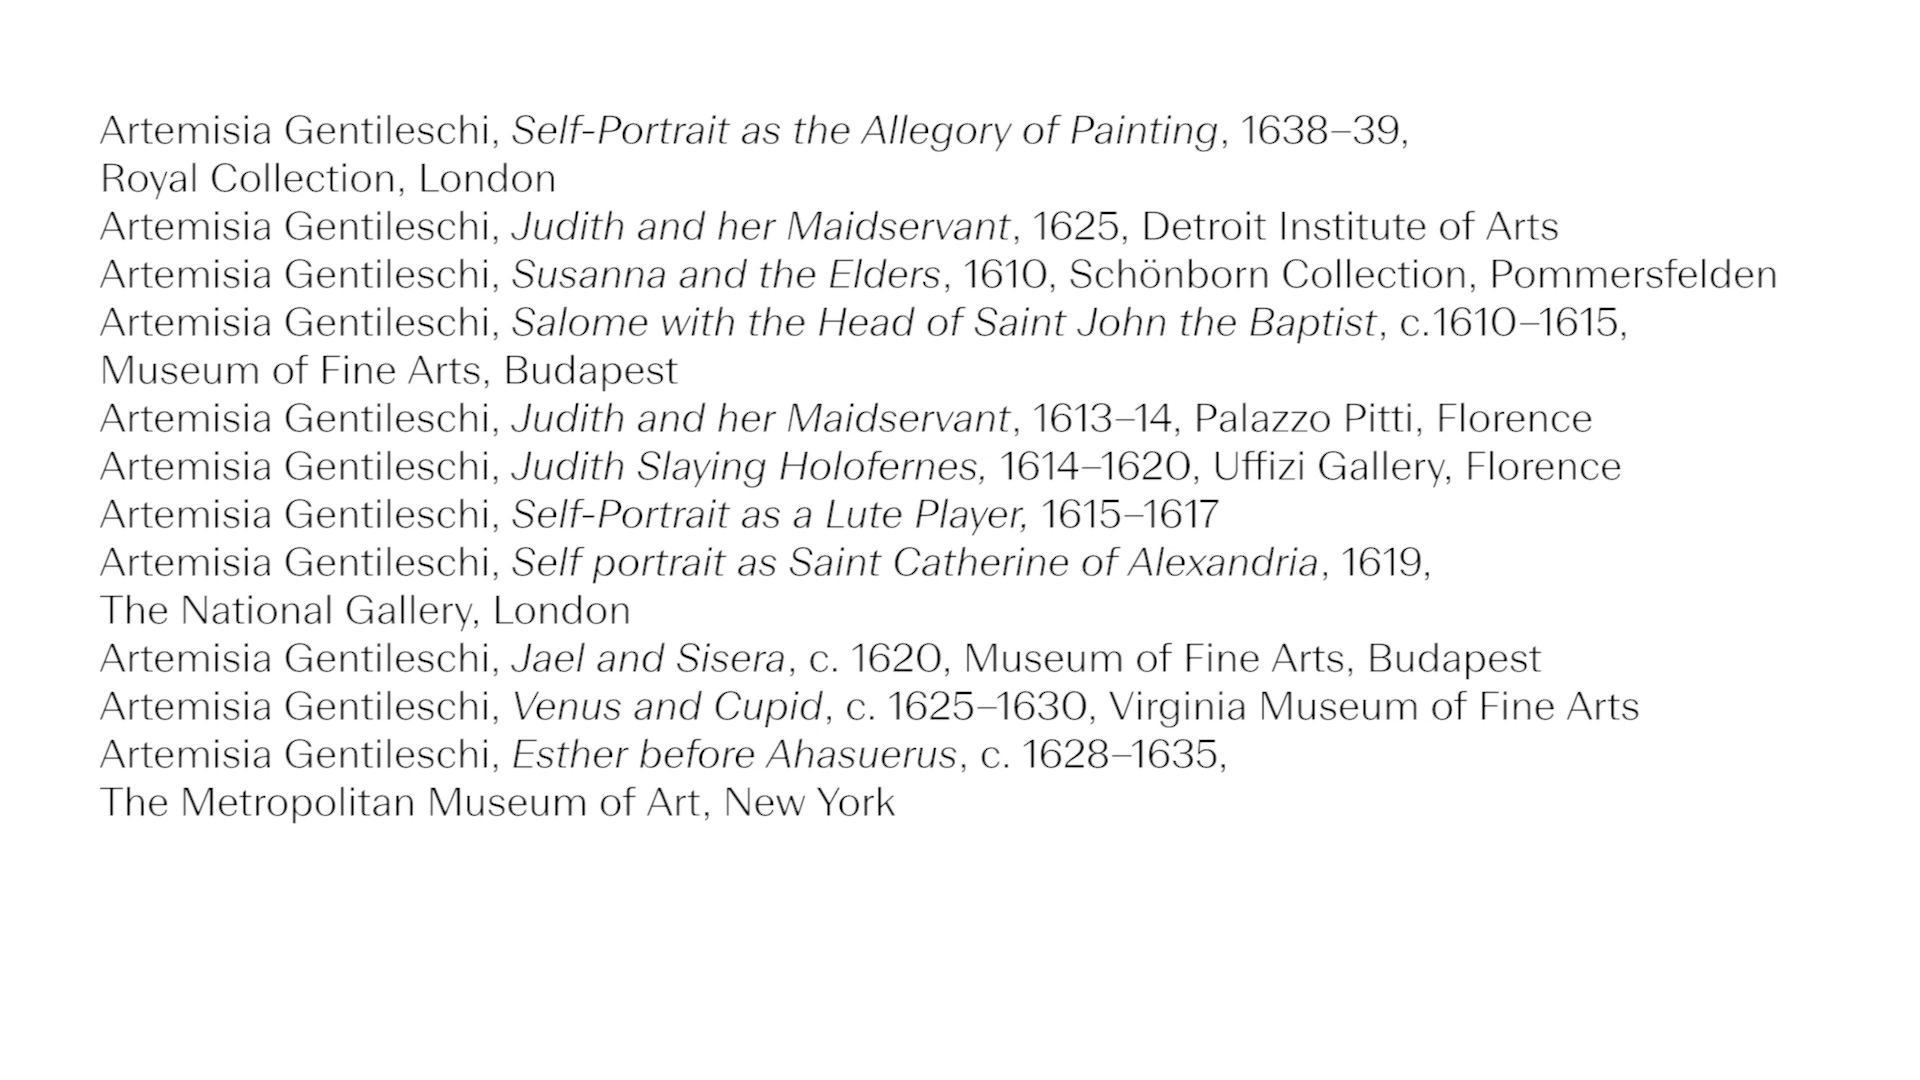 Artemisia Gentileschi, Self-Portrait as the Allegory of Painting, 1638–39,
Royal Collection, London
Artemisia Gentileschi, Judith and her Maidservant, 1625, Detroit Institute of Arts
Artemisia Gentileschi, Susanna and the Elders, 1610, Schönborn Collection, Pommersfelden
Artemisia Gentileschi, Salome with the Head of Saint John the Baptist, c.1610–1615,
Museum of Fine Arts, Budapest
Artemisia Gentileschi, Judith and her Maidservant, 1613–14, Palazzo Pitti, Florence
Artemisia Gentileschi, Judith Slaying Holofernes, 1614–1620, Uffizi Gallery, Florence
Artemisia Gentileschi, Self-Portrait as a Lute Player, 1615–1617
Artemisia Gentileschi, Self portrait as Saint Catherine of Alexandria, 1619,
The National Gallery, London
Artemisia Gentileschi, Jael and Sisera, c. 1620, Museum of Fine Arts, Budapest
Artemisia Gentileschi, Venus and Cupid, c. 1625–1630, Virginia Museum of Fine Arts
Artemisia Gentileschi, Esther before Ahasuerus, c. 1628–1635,
The Metropolitan Museum of Art, New York